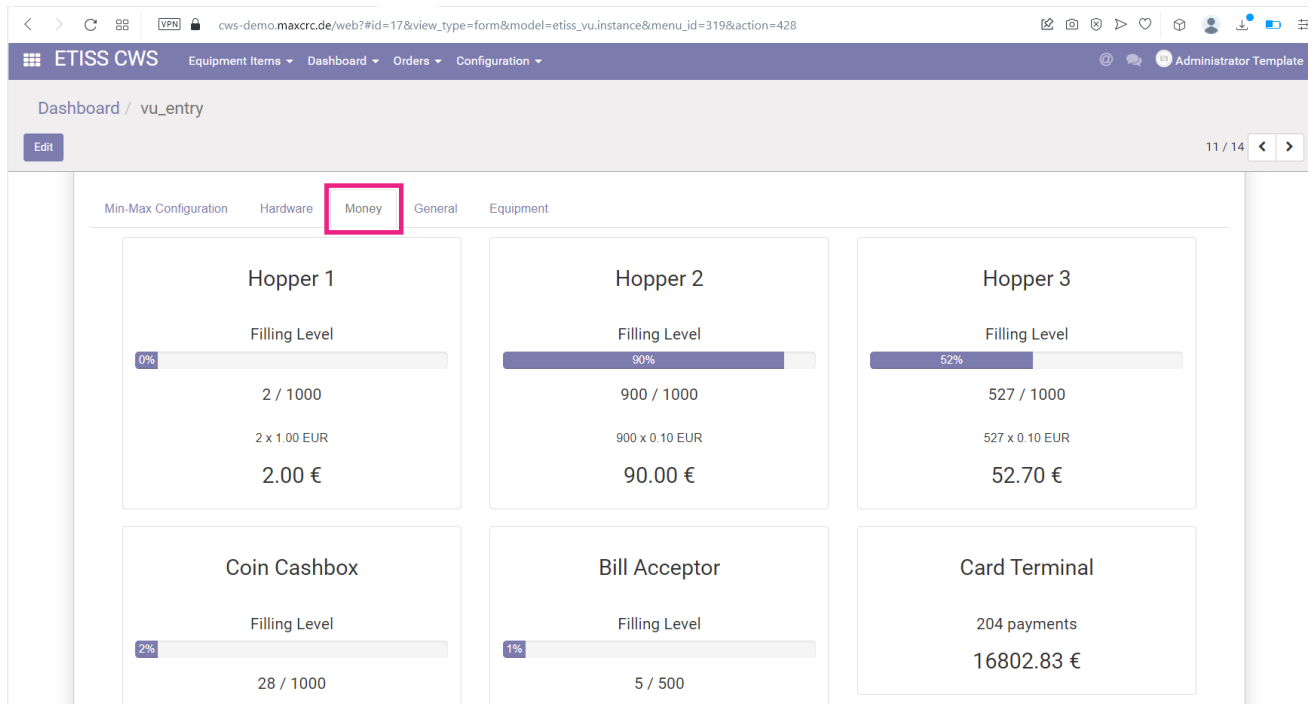 VPN cws-demo.maxcrc.de/web?#id=17&view_type=form&model=etiss_vu.instance&menu_id=319&action=428
ETISS CWS Equipment Items Dashboard Orders Configuration @ Administrator Template
Dashboard / vu_entry
Edit 11 / 14
Min-Max Configuration Hardware Money General Equipment
Hopper 1 Hopper 2 Hopper 3
Filling Level Filling Level Filling Level
0% 90% 52%
2 / 1000 900 / 1000 527 / 1000
2 x 1.00 EUR 900 x 0.10 EUR 527 x 0.10 EUR
2.00 € 90.00 € 52.70 €
Coin Cashbox Bill Acceptor Card Terminal
Filling Level Filling Level 204 payments
2% 1% 16802.83 €
28 / 1000 5 / 500